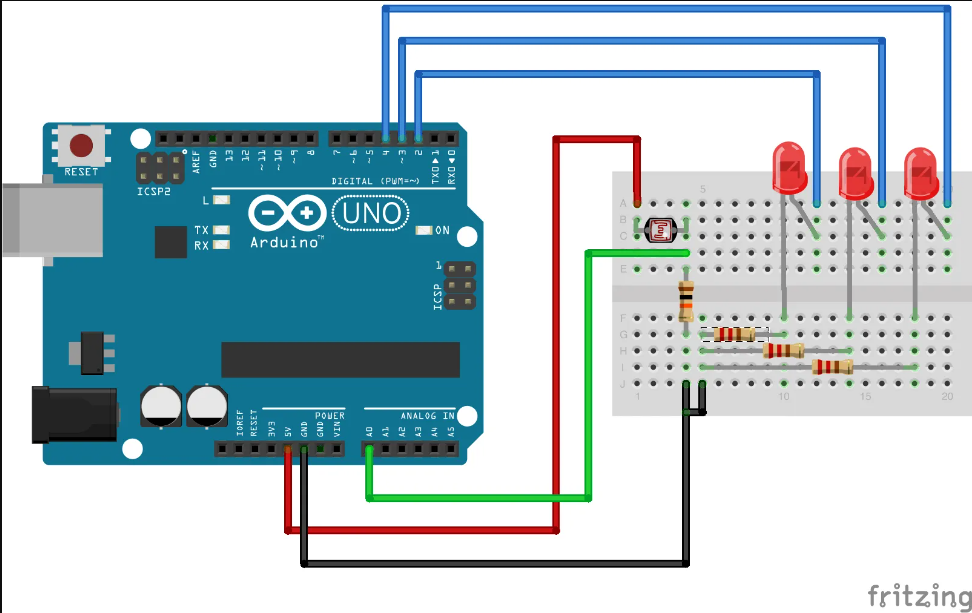 RESET
ICSP2
AREF
GND
13
12
~11
~10
~9
8
7
~6
~5
4
~3
2
TX0 ▶ 1
RX0 ◀ 0
DIGITAL (PWM=~)
L
TX
RX
Arduino™
UNO
ON
1
ICSP
POWER
ANALOG IN
IOREF
RESET
3V3
5V
GND
GND
VIN
A0
A1
A2
A3
A4
A5
5
A
B
C
E
F
G
H
I
J
1
10
15
20
fritzing